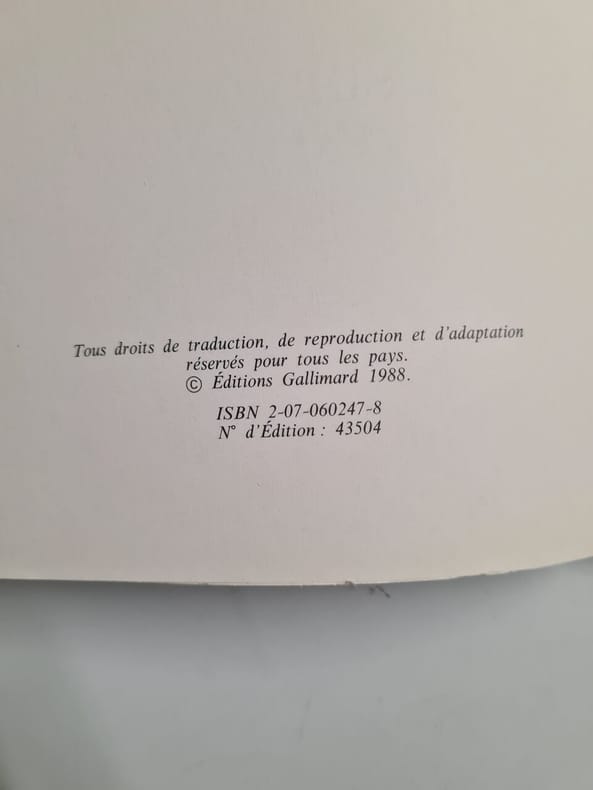 Tous droits de traduction, de reproduction et d'adaptation
réservés pour tous les pays.
© Éditions Gallimard 1988.
ISBN 2-07-060247-8
N° d'Édition : 43504